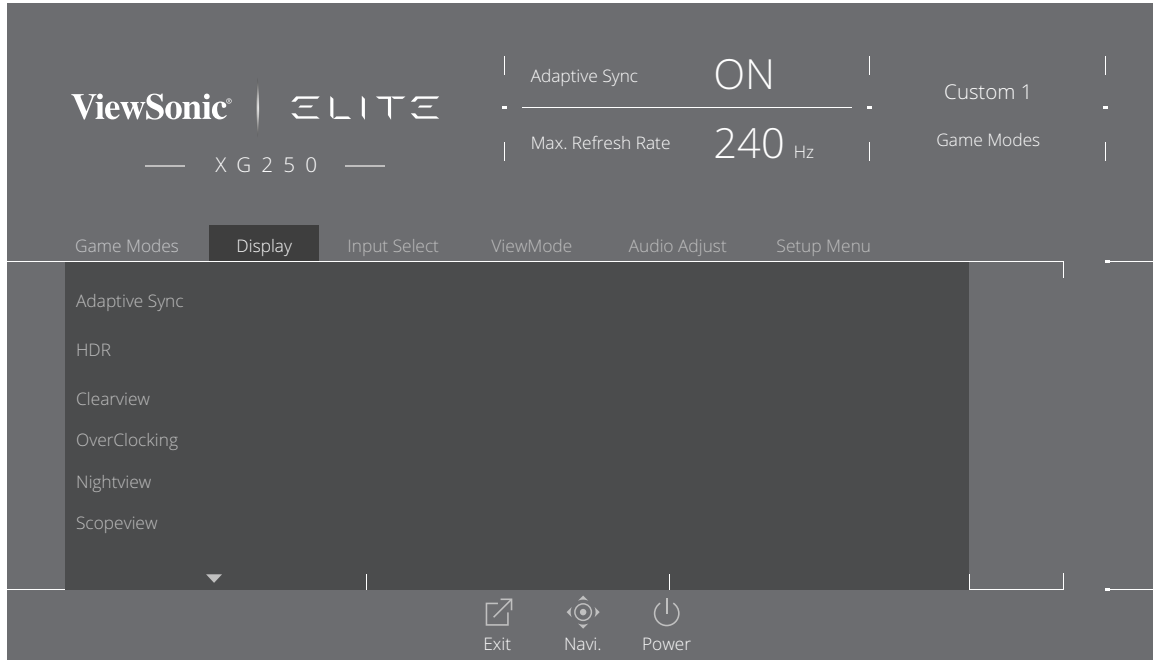 ViewSonic® | ELITE
XG250
Adaptive Sync ON
Max. Refresh Rate 240 Hz
Custom 1
Game Modes
Game Modes Display Input Select ViewMode Audio Adjust Setup Menu
Adaptive Sync
HDR
Clearview
OverClocking
Nightview
Scopeview
Exit Navi. Power